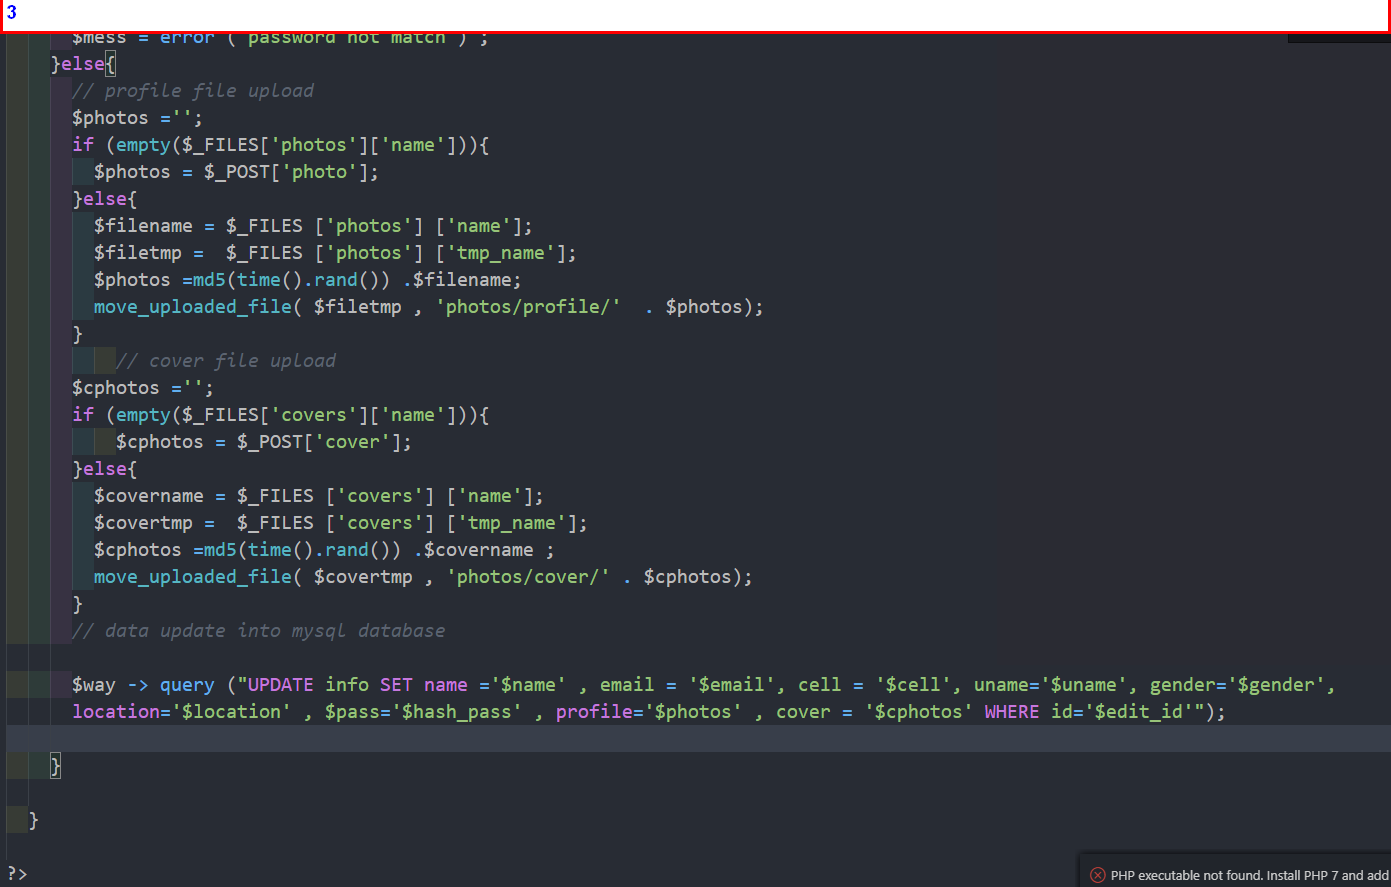 3
$mess = error ( password not match ) ;
}else{
// profile file upload
$photos ='';
if (empty($_FILES['photos']['name'])){
$photos = $_POST['photo'];
}else{
$filename = $_FILES ['photos'] ['name'];
$filetmp =  $_FILES ['photos'] ['tmp_name'];
$photos =md5(time().rand()) .$filename;
move_uploaded_file( $filetmp , 'photos/profile/'  . $photos);
}
// cover file upload
$cphotos ='';
if (empty($_FILES['covers']['name'])){
$cphotos = $_POST['cover'];
}else{
$covername = $_FILES ['covers'] ['name'];
$covertmp =  $_FILES ['covers'] ['tmp_name'];
$cphotos =md5(time().rand()) .$covername ;
move_uploaded_file( $covertmp , 'photos/cover/' . $cphotos);
}
// data update into mysql database
$way -> query ("UPDATE info SET name ='$name' , email = '$email', cell = '$cell', uname='$uname', gender='$gender',
location='$location' , $pass='$hash_pass' , profile='$photos' , cover = '$cphotos' WHERE id='$edit_id'");
}
}
?>
PHP executable not found. Install PHP 7 and add